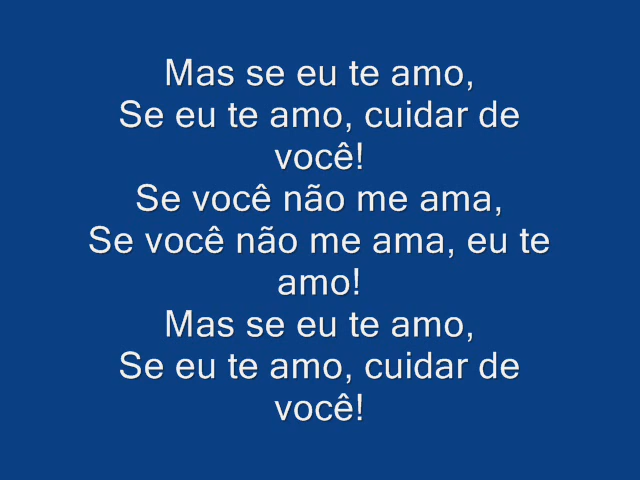 Mas se eu te amo,
Se eu te amo, cuidar de
você!
Se você não me ama,
Se você não me ama, eu te
amo!
Mas se eu te amo,
Se eu te amo, cuidar de
você!